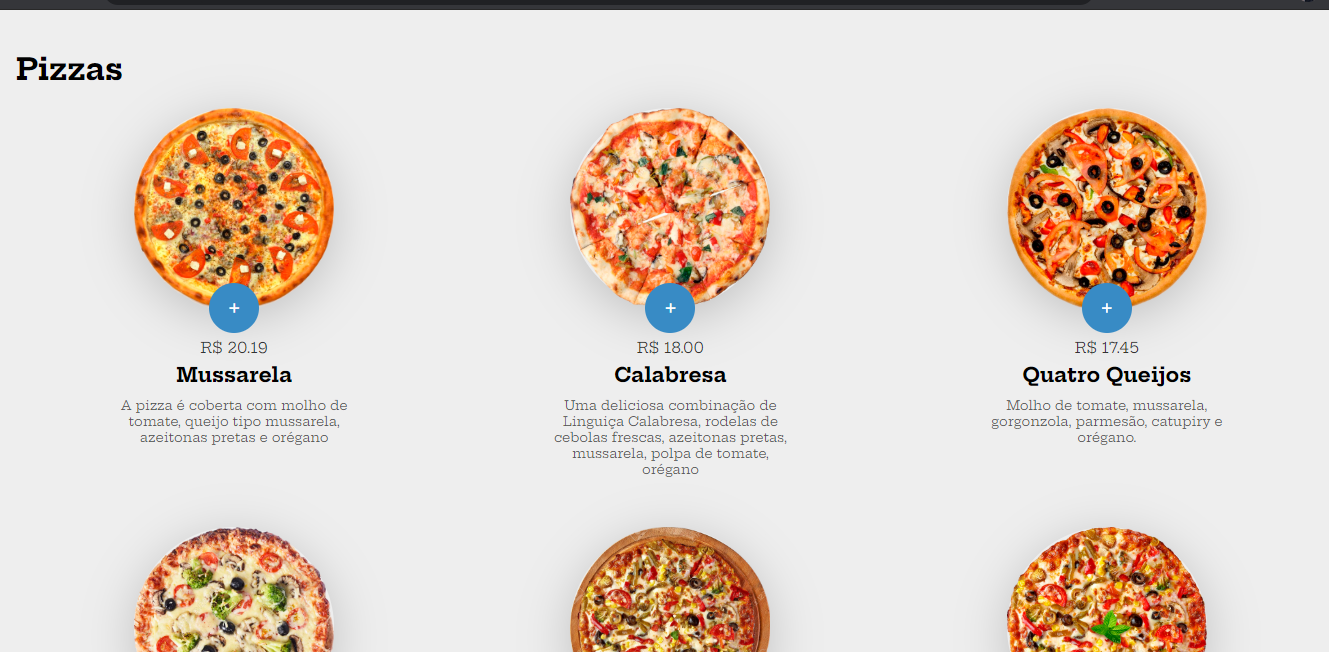 Pizzas
+
+
+
R$ 20.19
Mussarela
A pizza é coberta com molho de
tomate, queijo tipo mussarela,
azeitonas pretas e orégano
R$ 18.00
Calabresa
Uma deliciosa combinação de
Linguiça Calabresa, rodelas de
cebolas frescas, azeitonas pretas,
mussarela, polpa de tomate,
orégano
R$ 17.45
Quatro Queijos
Molho de tomate, mussarela,
gorgonzola, parmesão, catupiry e
orégano.